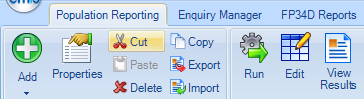 Population Reporting Enquiry Manager FP34D Reports
Add
Properties
Cut
Paste
Delete
Copy
Export
Import
Run
Edit
View
Results